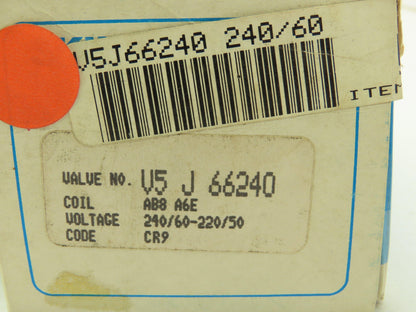 V5J66240 240/60
ITEM
VALVE NO. V5 J 66240
COIL AB8 A6E
VOLTAGE 240/60-220/50
CODE CR9